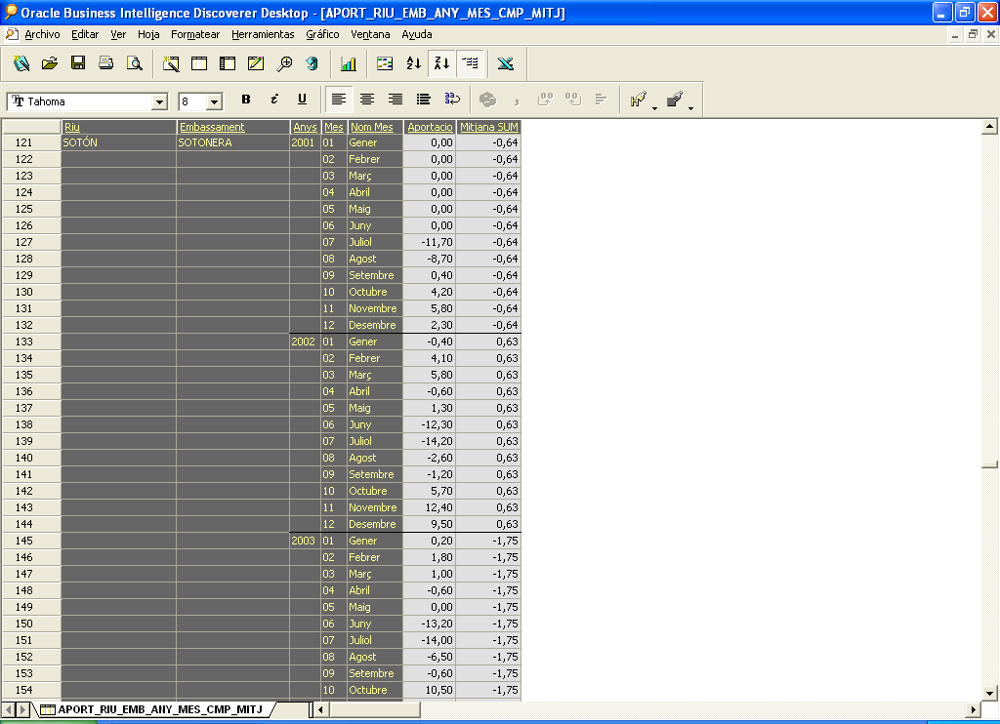 Oracle Business Intelligence Discoverer Desktop - [APORT_RIU_EMB_ANY_MES_CMP_MITJ]
Archivo Editar Ver Hoja Formatear Herramientas Gráfico Ventana Ayuda
Tahoma 8 B i U
Riu Embassament Anys Mes Nom Mes Aportacio Mitjana SUM
121 SOTÓN SOTONERA 2001 01 Gener 0,00 -0,64
122 02 Febrer 0,00 -0,64
123 03 Març 0,00 -0,64
124 04 Abril 0,00 -0,64
125 05 Maig 0,00 -0,64
126 06 Juny 0,00 -0,64
127 07 Juliol -11,70 -0,64
128 08 Agost -8,70 -0,64
129 09 Setembre 0,40 -0,64
130 10 Octubre 4,20 -0,64
131 11 Novembre 5,80 -0,64
132 12 Desembre 2,30 -0,64
133 2002 01 Gener -0,40 0,63
134 02 Febrer 4,10 0,63
135 03 Març 5,80 0,63
136 04 Abril -0,60 0,63
137 05 Maig 1,30 0,63
138 06 Juny -12,30 0,63
139 07 Juliol -14,20 0,63
140 08 Agost -2,60 0,63
141 09 Setembre -1,20 0,63
142 10 Octubre 5,70 0,63
143 11 Novembre 12,40 0,63
144 12 Desembre 9,50 0,63
145 2003 01 Gener 0,20 -1,75
146 02 Febrer 1,80 -1,75
147 03 Març 1,00 -1,75
148 04 Abril -0,60 -1,75
149 05 Maig 0,00 -1,75
150 06 Juny -13,20 -1,75
151 07 Juliol -14,00 -1,75
152 08 Agost -6,50 -1,75
153 09 Setembre -0,60 -1,75
154 10 Octubre 10,50 -1,75
APORT_RIU_EMB_ANY_MES_CMP_MITJ